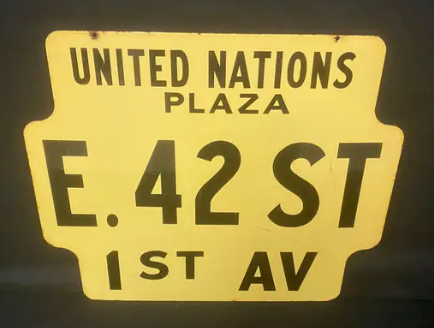 UNITED NATIONS
PLAZA
E. 42 ST
1ST AV